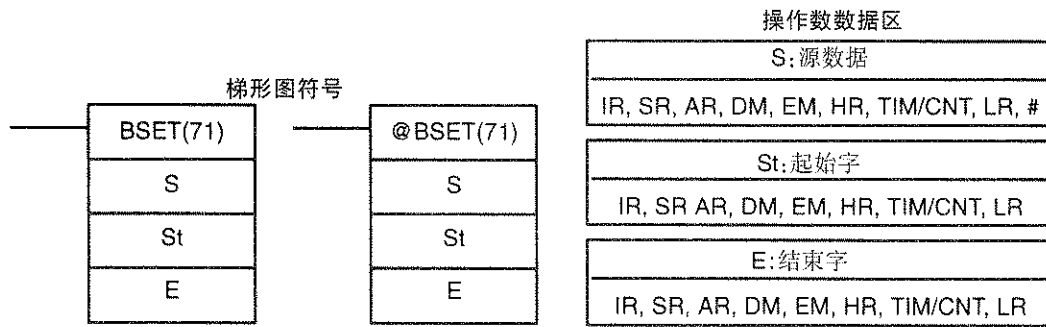 梯形图符号
BSET(71)
S
St
E
@BSET(71)
S
St
E
操作数数据区
S:源数据
IR, SR, AR, DM, EM, HR, TIM/CNT, LR, #
St:起始字
IR, SR AR, DM, EM, HR, TIM/CNT, LR
E:结束字
IR, SR, AR, DM, EM, HR, TIM/CNT, LR